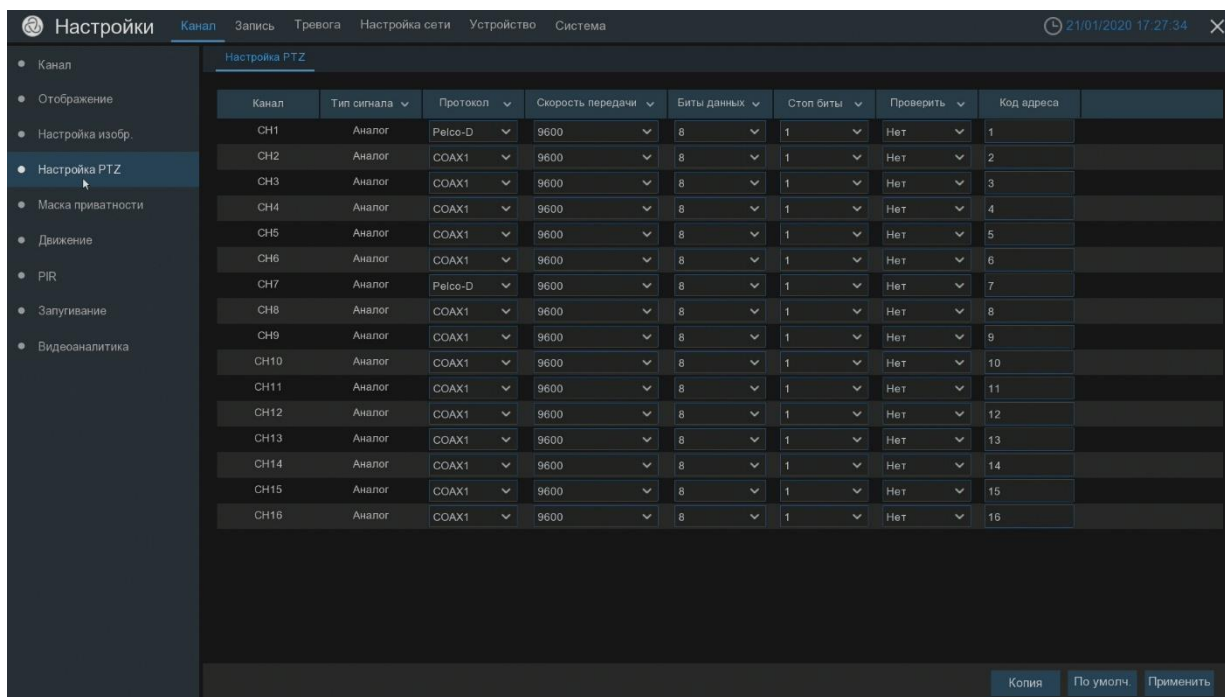 Настройки Канал Запись Тревога Настройка сети Устройство Система 21/01/2020 17:27:34
Канал
Отображение
Настройка изобр.
Настройка PTZ
Маска приватности
Движение
PIR
Запугивание
Видеоаналитика
Настройка PTZ
Канал Тип сигнала Протокол Скорость передачи Биты данных Стоп биты Проверить Код адреса
CH1 Аналог Pelco-D 9600 8 1 Нет 1
CH2 Аналог COAX1 9600 8 1 Нет 2
CH3 Аналог COAX1 9600 8 1 Нет 3
CH4 Аналог COAX1 9600 8 1 Нет 4
CH5 Аналог COAX1 9600 8 1 Нет 5
CH6 Аналог COAX1 9600 8 1 Нет 6
CH7 Аналог Pelco-D 9600 8 1 Нет 7
CH8 Аналог COAX1 9600 8 1 Нет 8
CH9 Аналог COAX1 9600 8 1 Нет 9
CH10 Аналог COAX1 9600 8 1 Нет 10
CH11 Аналог COAX1 9600 8 1 Нет 11
CH12 Аналог COAX1 9600 8 1 Нет 12
CH13 Аналог COAX1 9600 8 1 Нет 13
CH14 Аналог COAX1 9600 8 1 Нет 14
CH15 Аналог COAX1 9600 8 1 Нет 15
CH16 Аналог COAX1 9600 8 1 Нет 16
Копия По умолч. Применить